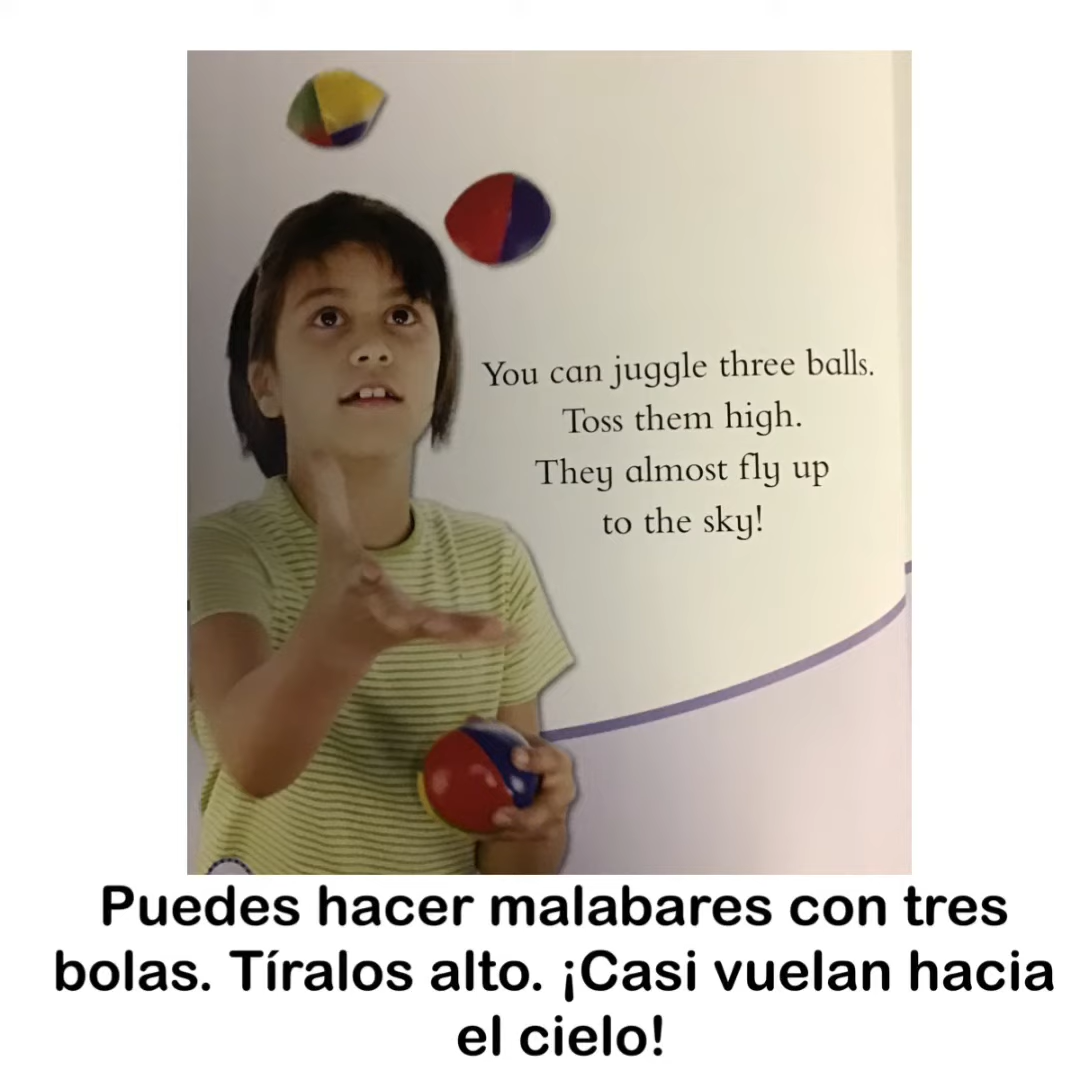 You can juggle three balls.
Toss them high.
They almost fly up
to the sky!
Puedes hacer malabares con tres
bolas. Tíralos alto. ¡Casi vuelan hacia
el cielo!